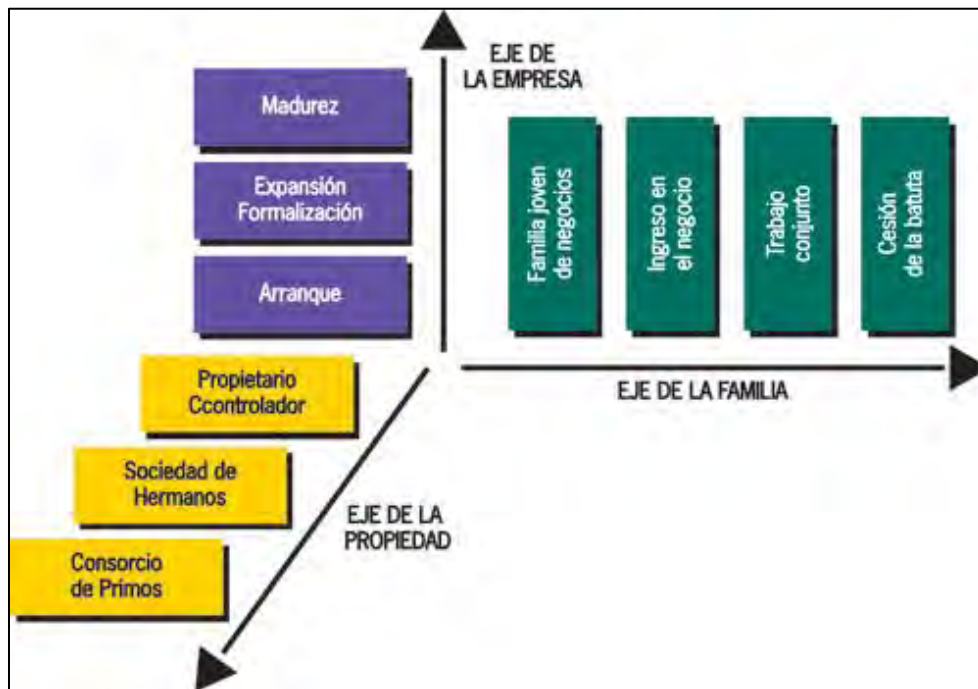 EJE DE
LA EMPRESA
Madurez
Expansión
Formalización
Arranque
Familia joven
de negocios
Ingreso en
el negocio
Trabajo
conjunto
Cesión
de la batuta
EJE DE LA FAMILIA
Propietario
Ccontrolador
Sociedad de
Hermanos
Consorcio
de Primos
EJE DE LA
PROPIEDAD